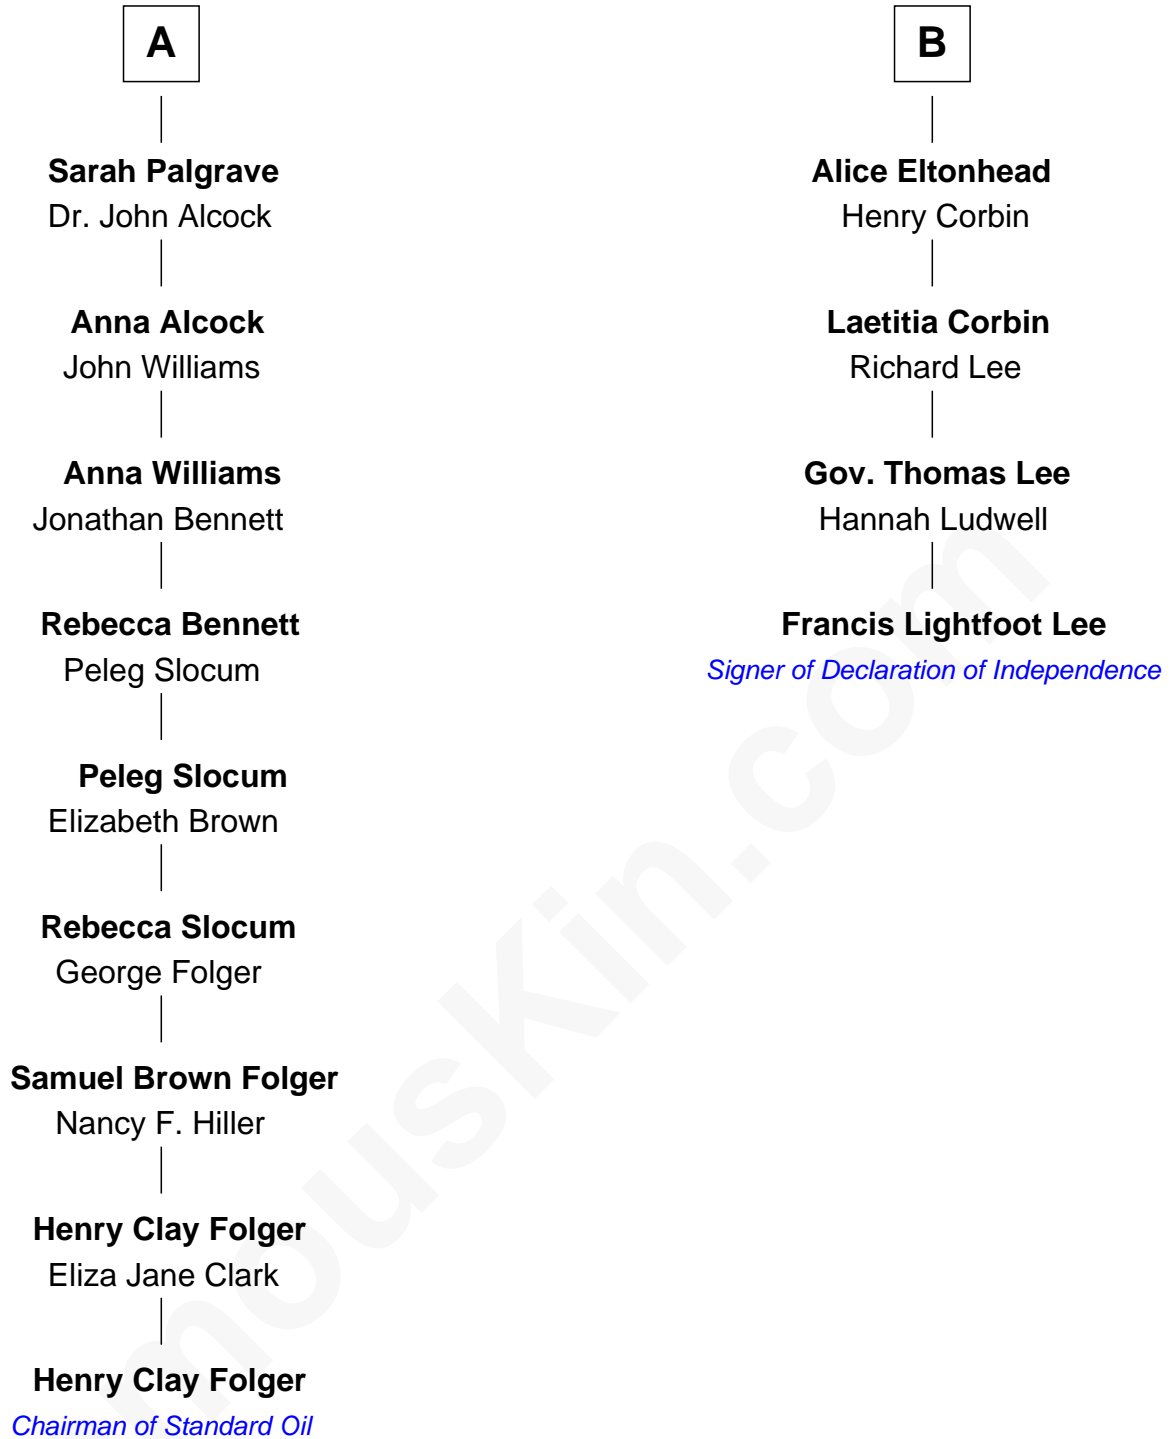 A
Sarah Palgrave
Dr. John Alcock
Anna Alcock
John Williams
Anna Williams
Jonathan Bennett
Rebecca Bennett
Peleg Slocum
Peleg Slocum
Elizabeth Brown
Rebecca Slocum
George Folger
Samuel Brown Folger
Nancy F. Hiller
Henry Clay Folger
Eliza Jane Clark
Henry Clay Folger
Chairman of Standard Oil
B
Alice Eltonhead
Henry Corbin
Laetitia Corbin
Richard Lee
Gov. Thomas Lee
Hannah Ludwell
Francis Lightfoot Lee
Signer of Declaration of Independence
mousKin.com